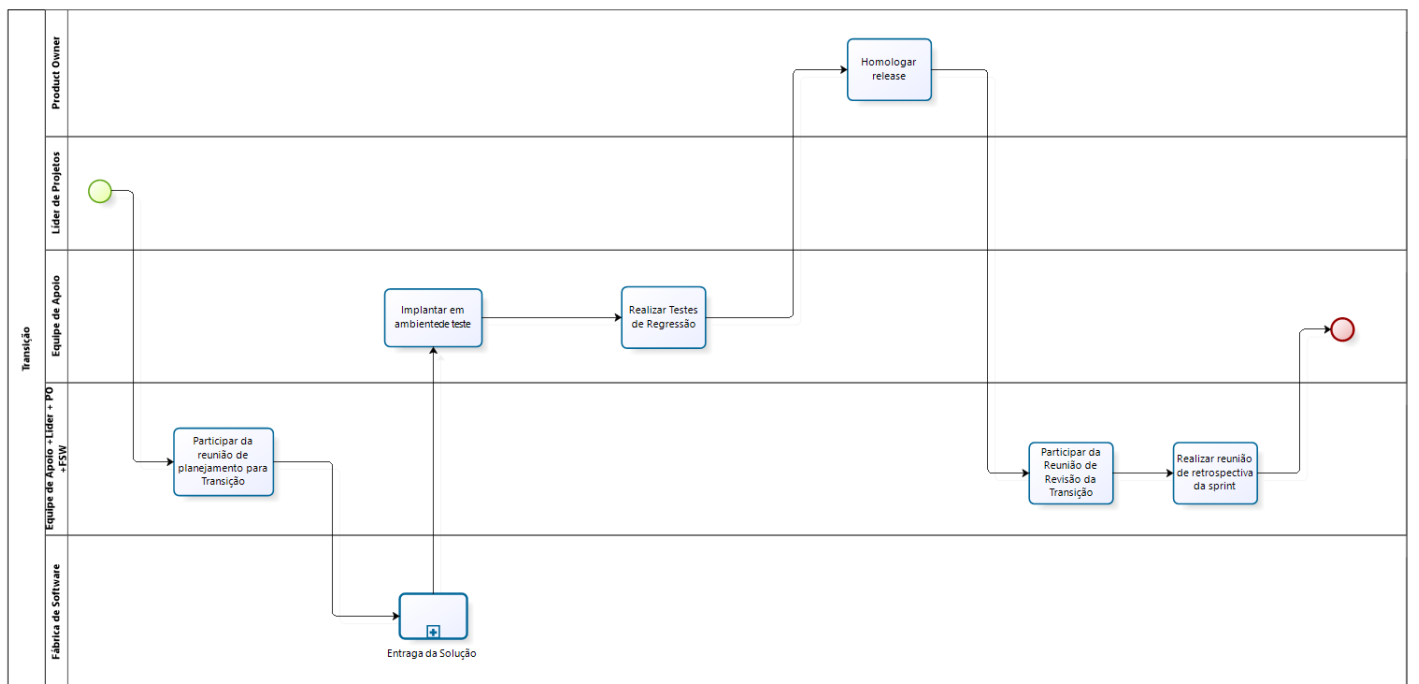 Transição
Product Owner
Homologar
release
Líder de Projetos
Equipe de Apoio
Implantar em
ambientede teste
Realizar Testes
de Regressão
Equipe de Apoio +Líder + PO
+FSW
Participar da
reunião de
planejamento para
Transição
Participar da
Reunião de
Revisão da
Transição
Realizar reunião
de retrospectiva
da sprint
Fábrica de Software
Entraga da Solução